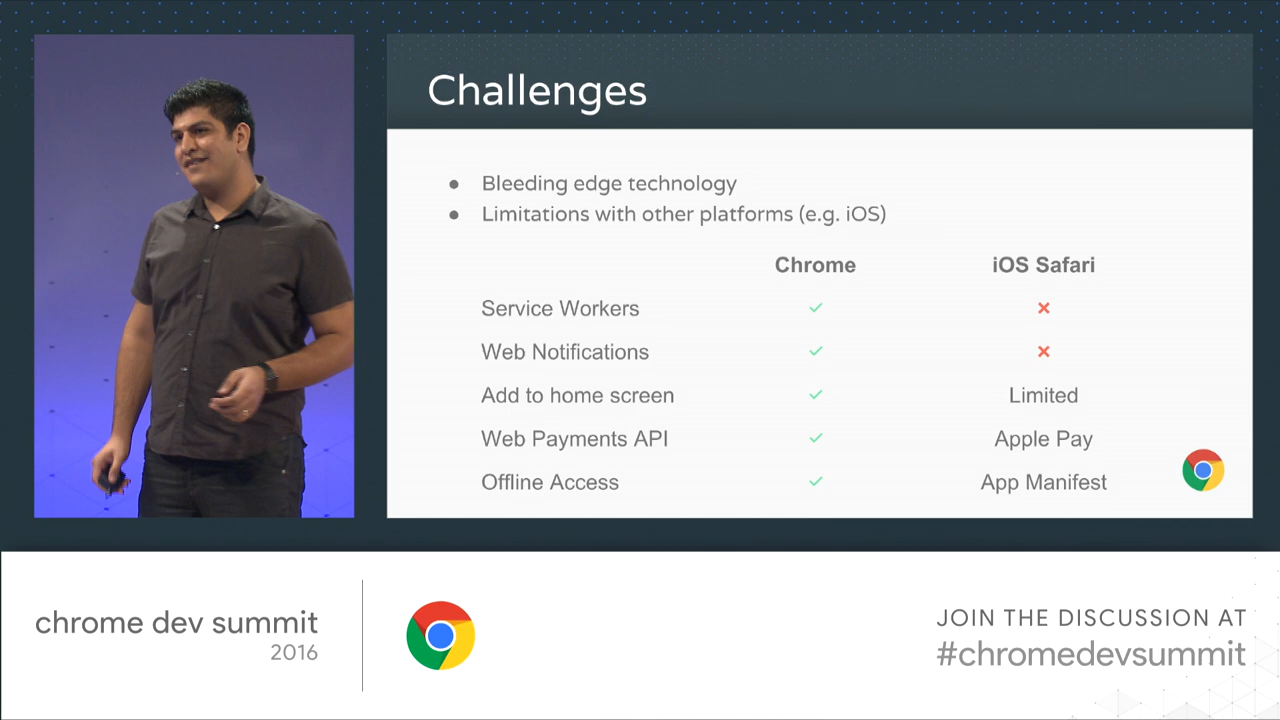 Challenges
● Bleeding edge technology
● Limitations with other platforms (e.g. iOS)
Chrome iOS Safari
Service Workers ✓ ×
Web Notifications ✓ ×
Add to home screen ✓ Limited
Web Payments API ✓ Apple Pay
Offline Access ✓ App Manifest
chrome dev summit
2016
JOIN THE DISCUSSION AT
#chromedevsummit